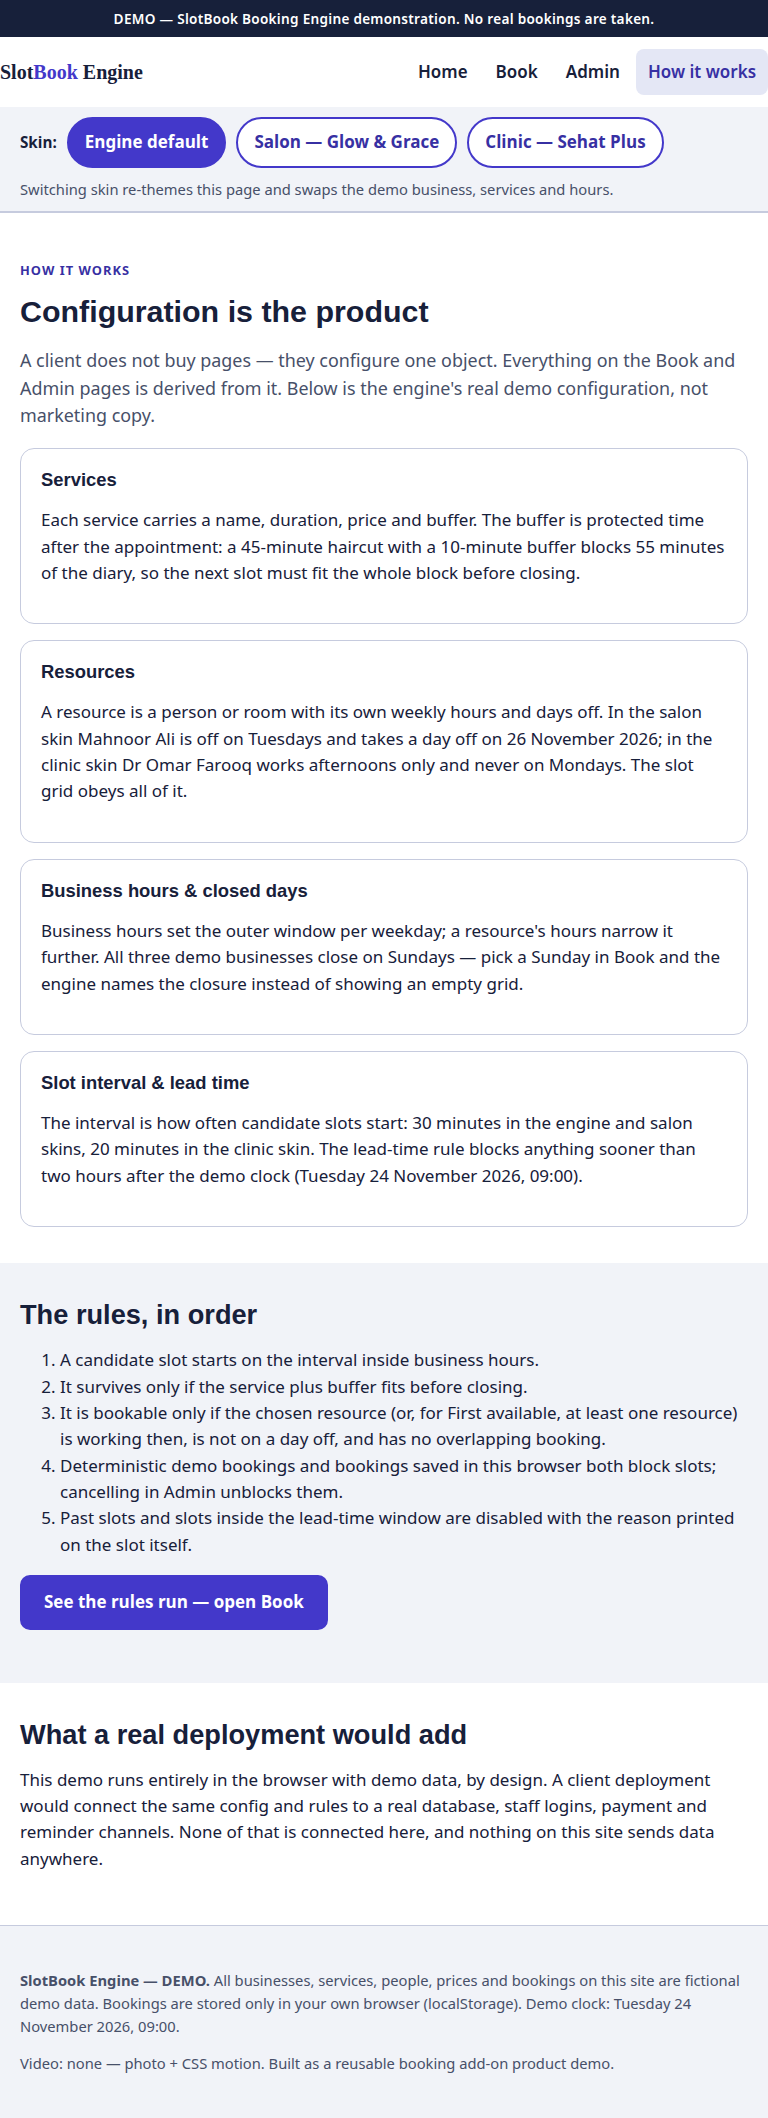 DEMO — SlotBook Booking Engine demonstration. No real bookings are taken.
SlotBook Engine
Home Book Admin How it works
Skin: Engine default Salon — Glow & Grace Clinic — Sehat Plus
Switching skin re-themes this page and swaps the demo business, services and hours.
HOW IT WORKS
Configuration is the product
A client does not buy pages — they configure one object. Everything on the Book and
Admin pages is derived from it. Below is the engine's real demo configuration, not
marketing copy.
Services
Each service carries a name, duration, price and buffer. The buffer is protected time
after the appointment: a 45-minute haircut with a 10-minute buffer blocks 55 minutes
of the diary, so the next slot must fit the whole block before closing.
Resources
A resource is a person or room with its own weekly hours and days off. In the salon
skin Mahnoor Ali is off on Tuesdays and takes a day off on 26 November 2026; in the
clinic skin Dr Omar Farooq works afternoons only and never on Mondays. The slot
grid obeys all of it.
Business hours & closed days
Business hours set the outer window per weekday; a resource's hours narrow it
further. All three demo businesses close on Sundays — pick a Sunday in Book and the
engine names the closure instead of showing an empty grid.
Slot interval & lead time
The interval is how often candidate slots start: 30 minutes in the engine and salon
skins, 20 minutes in the clinic skin. The lead-time rule blocks anything sooner than
two hours after the demo clock (Tuesday 24 November 2026, 09:00).
The rules, in order
1. A candidate slot starts on the interval inside business hours.
2. It survives only if the service plus buffer fits before closing.
3. It is bookable only if the chosen resource (or, for First available, at least one resource)
is working then, is not on a day off, and has no overlapping booking.
4. Deterministic demo bookings and bookings saved in this browser both block slots;
cancelling in Admin unblocks them.
5. Past slots and slots inside the lead-time window are disabled with the reason printed
on the slot itself.
See the rules run — open Book
What a real deployment would add
This demo runs entirely in the browser with demo data, by design. A client deployment
would connect the same config and rules to a real database, staff logins, payment and
reminder channels. None of that is connected here, and nothing on this site sends data
anywhere.
SlotBook Engine — DEMO. All businesses, services, people, prices and bookings on this site are fictional
demo data. Bookings are stored only in your own browser (localStorage). Demo clock: Tuesday 24
November 2026, 09:00.
Video: none — photo + CSS motion. Built as a reusable booking add-on product demo.